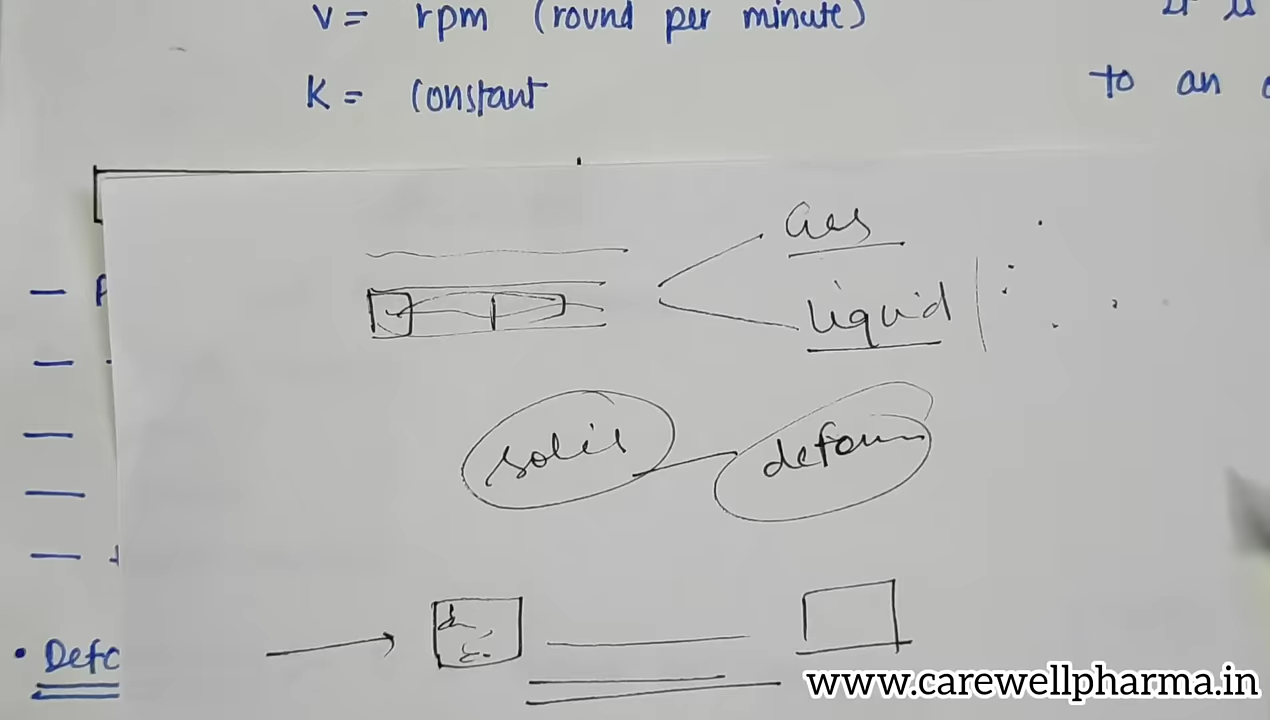 v = rpm (round per minute)
K = Constant
to an
Gas
liquid
solid
deform
• Defo
www.carewellpharma.in